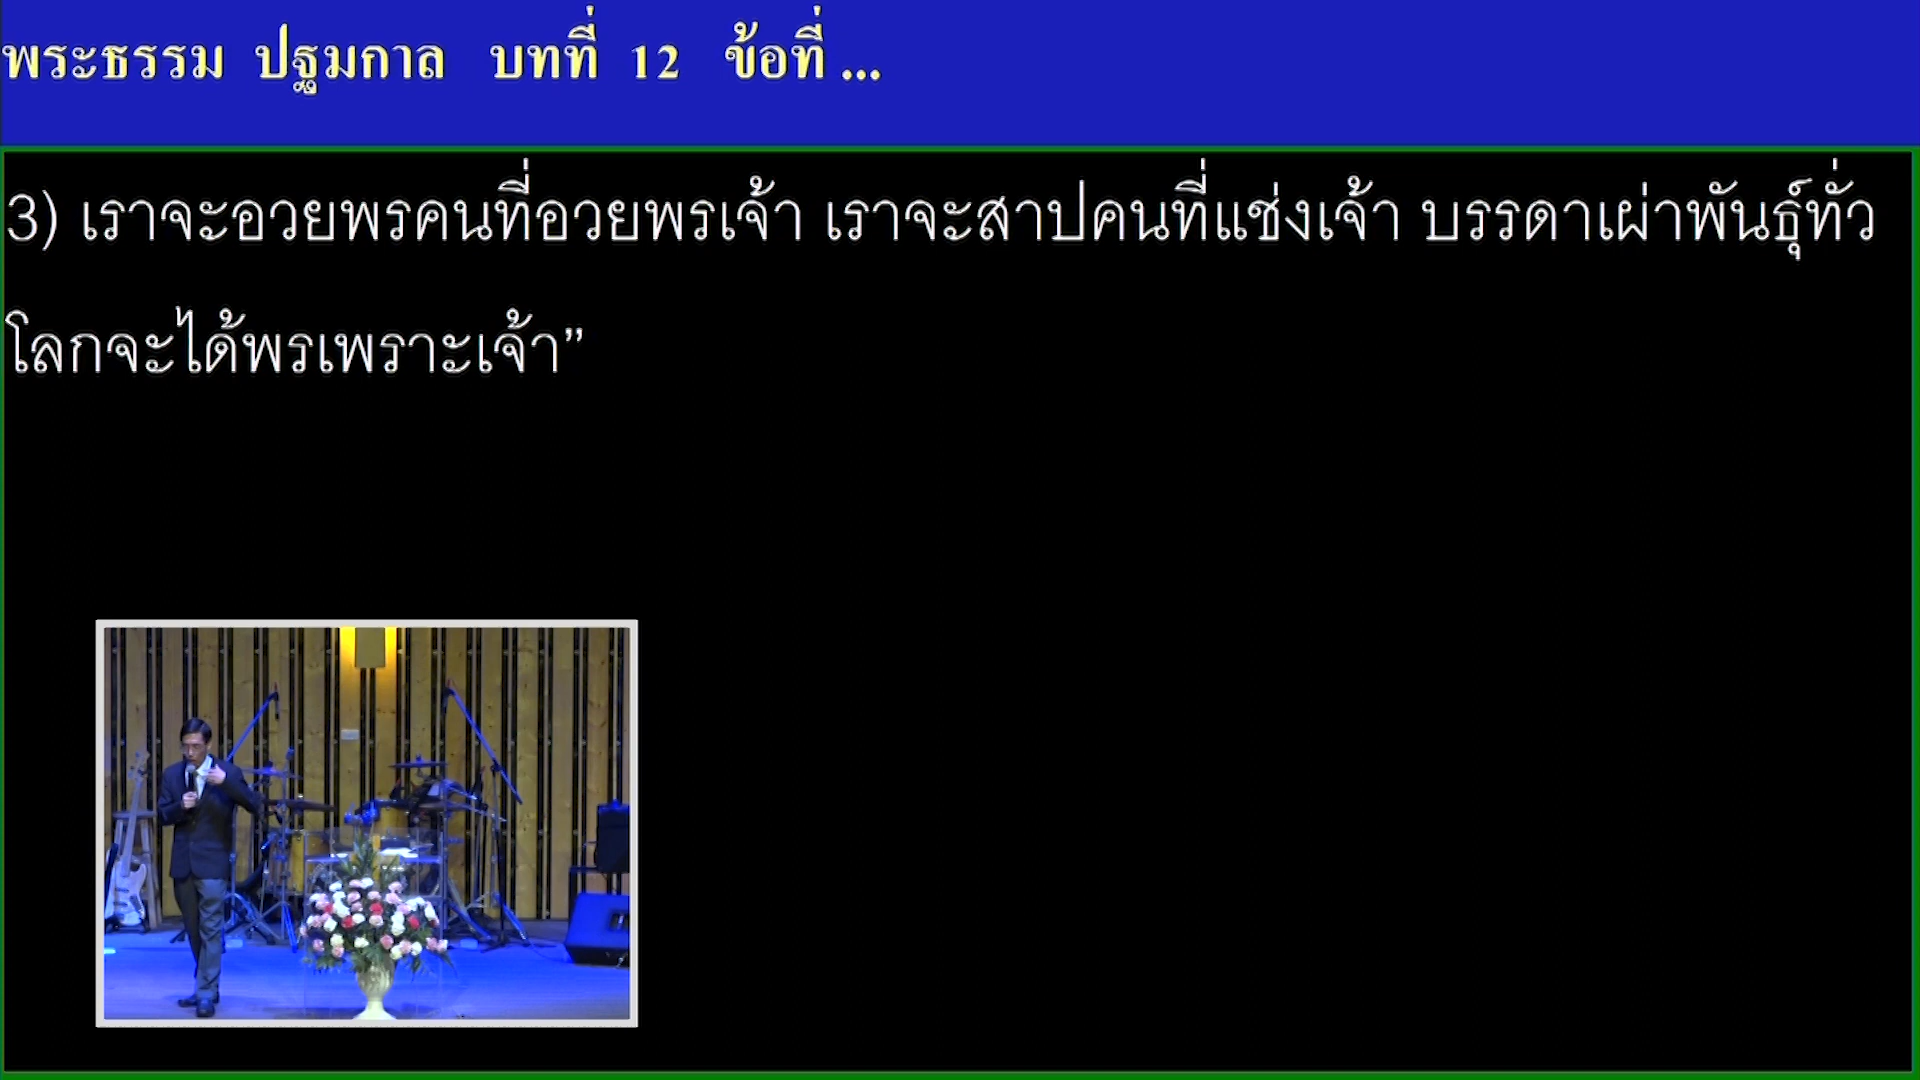 พระธรรม ปฐมกาล บทที่ 12 ข้อที่ ...
3) เราจะอวยพรคนที่อวยพรเจ้า เราจะสาปคนที่แช่งเจ้า บรรดาเผ่าพันธุ์ทั่ว
โลกจะได้พรเพราะเจ้า”